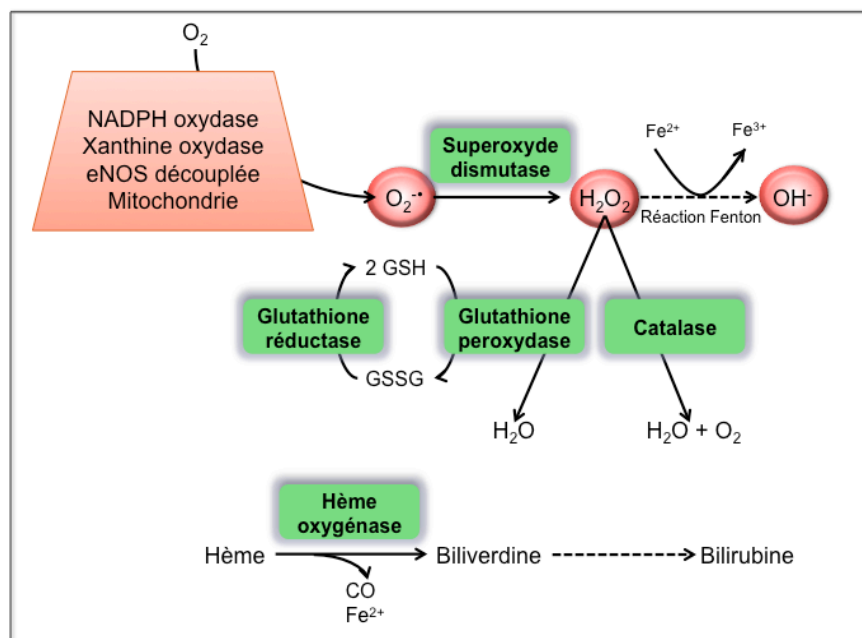 O₂
NADPH oxydase
Xanthine oxydase
eNOS découplée
Mitochondrie
O₂⁻•
Superoxyde
dismutase
H₂O₂
Fe²⁺
Fe³⁺
Réaction Fenton
OH⁻
2 GSH
Glutathione
réductase
Glutathione
peroxydase
Catalase
GSSG
H₂O
H₂O + O₂
Hème
oxygénase
Hème
Biliverdine
Bilirubine
CO
Fe²⁺